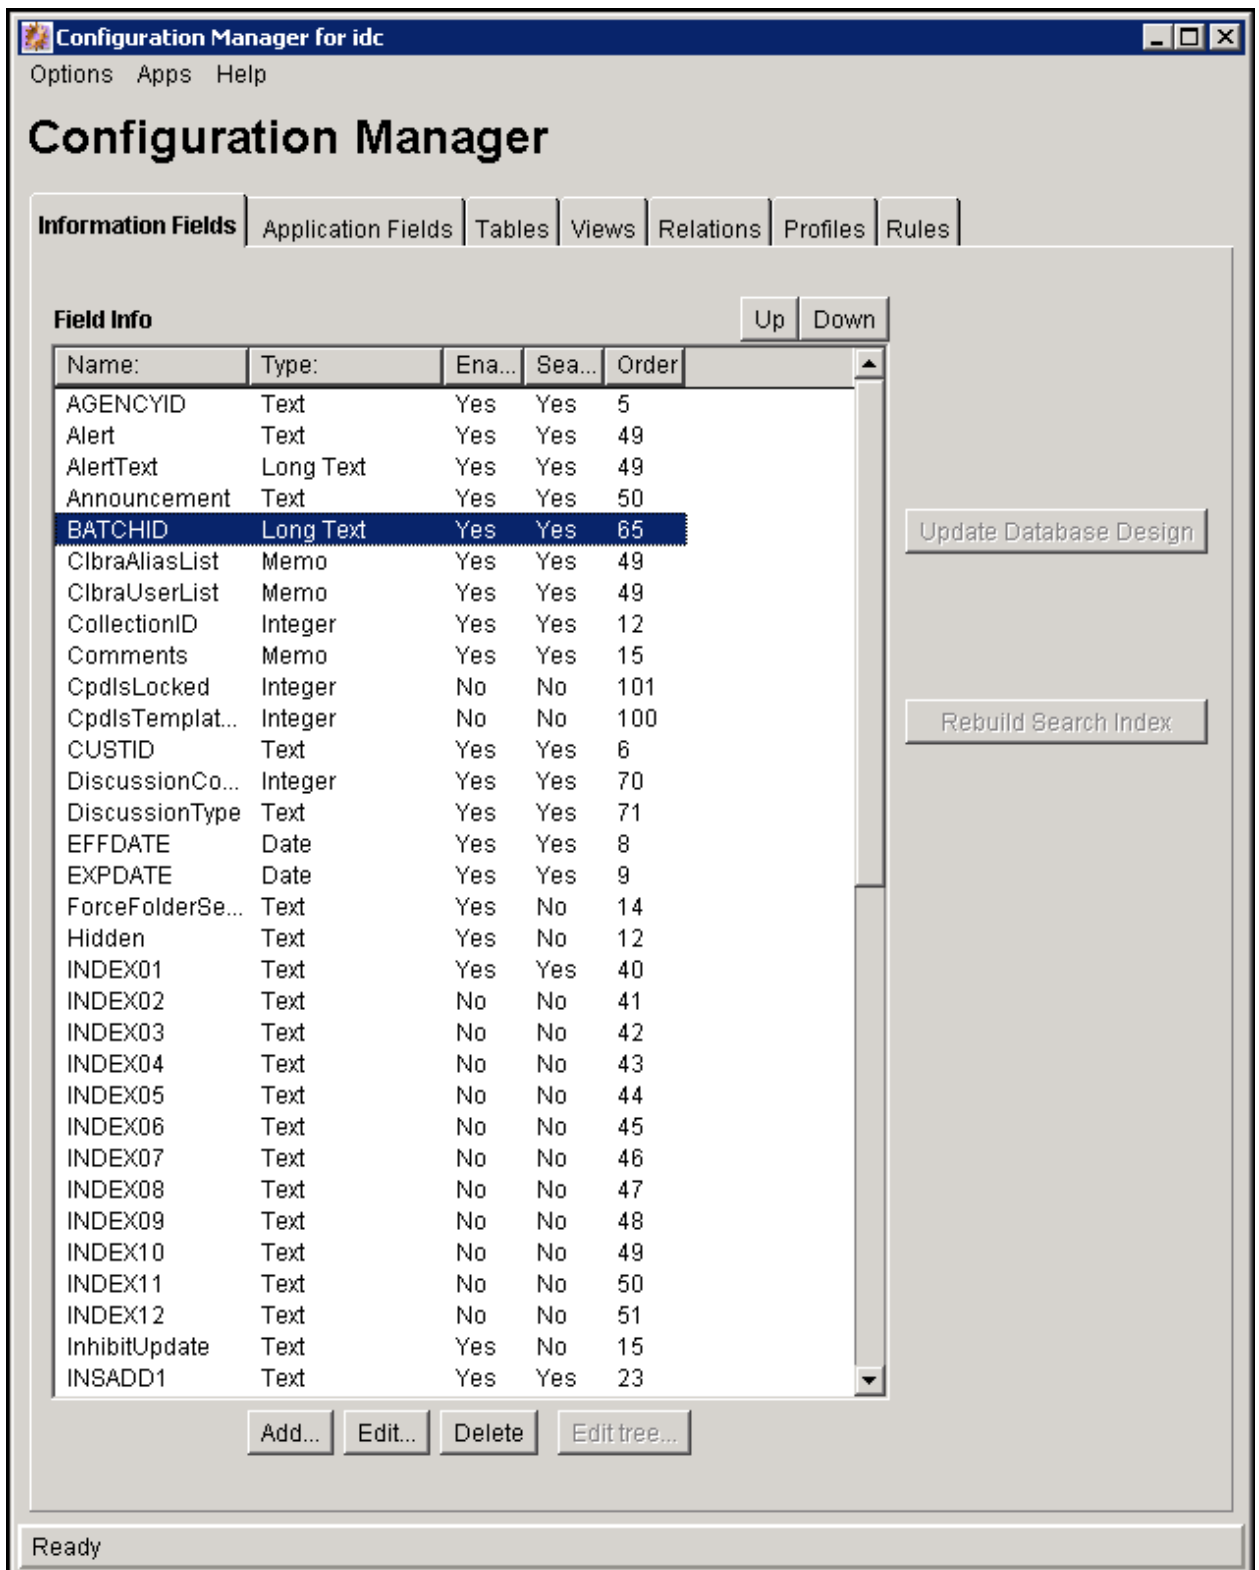 Configuration Manager for idc
Options Apps Help
Configuration Manager
Information Fields Application Fields Tables Views Relations Profiles Rules
Field Info Up Down
Name: Type: Ena... Sea... Order
AGENCYID Text Yes Yes 5
Alert Text Yes Yes 49
AlertText Long Text Yes Yes 49
Announcement Text Yes Yes 50
BATCHID Long Text Yes Yes 65
Update Database Design
ClbraAliasList Memo Yes Yes 49
ClbraUserList Memo Yes Yes 49
CollectionID Integer Yes Yes 12
Comments Memo Yes Yes 15
CpdIsLocked Integer No No 101
CpdIsTemplat... Integer No No 100
Rebuild Search Index
CUSTID Text Yes Yes 6
DiscussionCo... Integer Yes Yes 70
DiscussionType Text Yes Yes 71
EFFDATE Date Yes Yes 8
EXPDATE Date Yes Yes 9
ForceFolderSe... Text Yes No 14
Hidden Text Yes No 12
INDEX01 Text Yes Yes 40
INDEX02 Text No No 41
INDEX03 Text No No 42
INDEX04 Text No No 43
INDEX05 Text No No 44
INDEX06 Text No No 45
INDEX07 Text No No 46
INDEX08 Text No No 47
INDEX09 Text No No 48
INDEX10 Text No No 49
INDEX11 Text No No 50
INDEX12 Text No No 51
InhibitUpdate Text Yes No 15
INSADD1 Text Yes Yes 23
Add... Edit... Delete Edit tree...
Ready